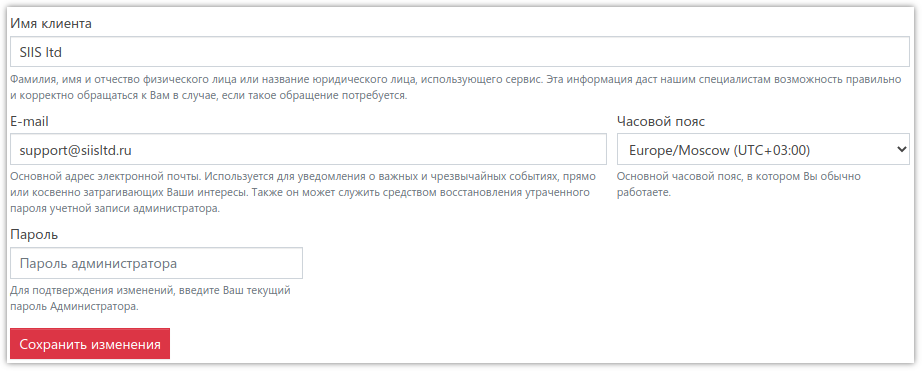 Имя клиента
SIIS ltd
Фамилия, имя и отчество физического лица или название юридического лица, использующего сервис. Эта информация даст нашим специалистам возможность правильно
и корректно обращаться к Вам в случае, если такое обращение потребуется.
E-mail
support@siisltd.ru
Основной адрес электронной почты. Используется для уведомления о важных и чрезвычайных событиях, прямо
или косвенно затрагивающих Ваши интересы. Также он может служить средством восстановления утраченного
пароля учетной записи администратора.
Часовой пояс
Europe/Moscow (UTC+03:00)
Основной часовой пояс, в котором Вы обычно
работаете.
Пароль
Пароль администратора
Для подтверждения изменений, введите Ваш текущий
пароль Администратора.
Сохранить изменения